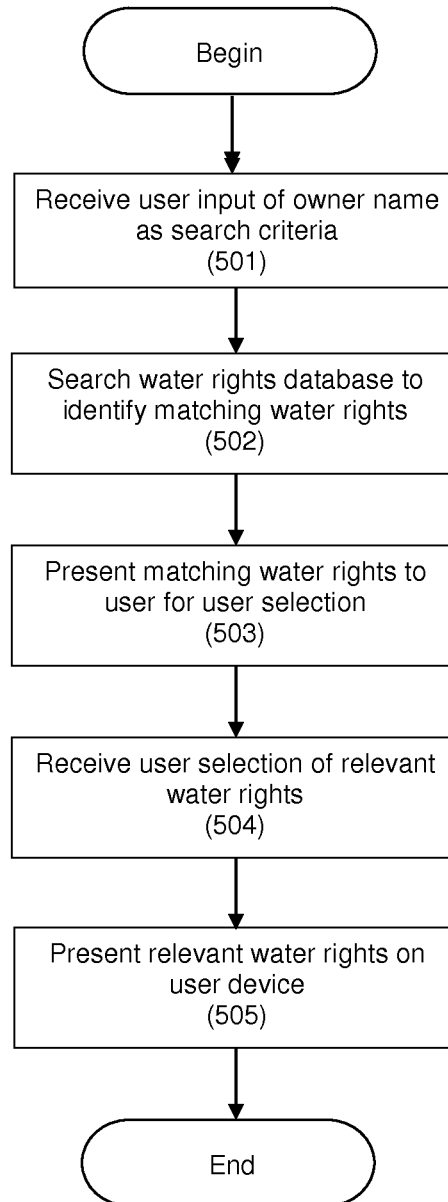 Begin
Receive user input of owner name
as search criteria
(501)
Search water rights database to
identify matching water rights
(502)
Present matching water rights to
user for user selection
(503)
Receive user selection of relevant
water rights
(504)
Present relevant water rights on
user device
(505)
End